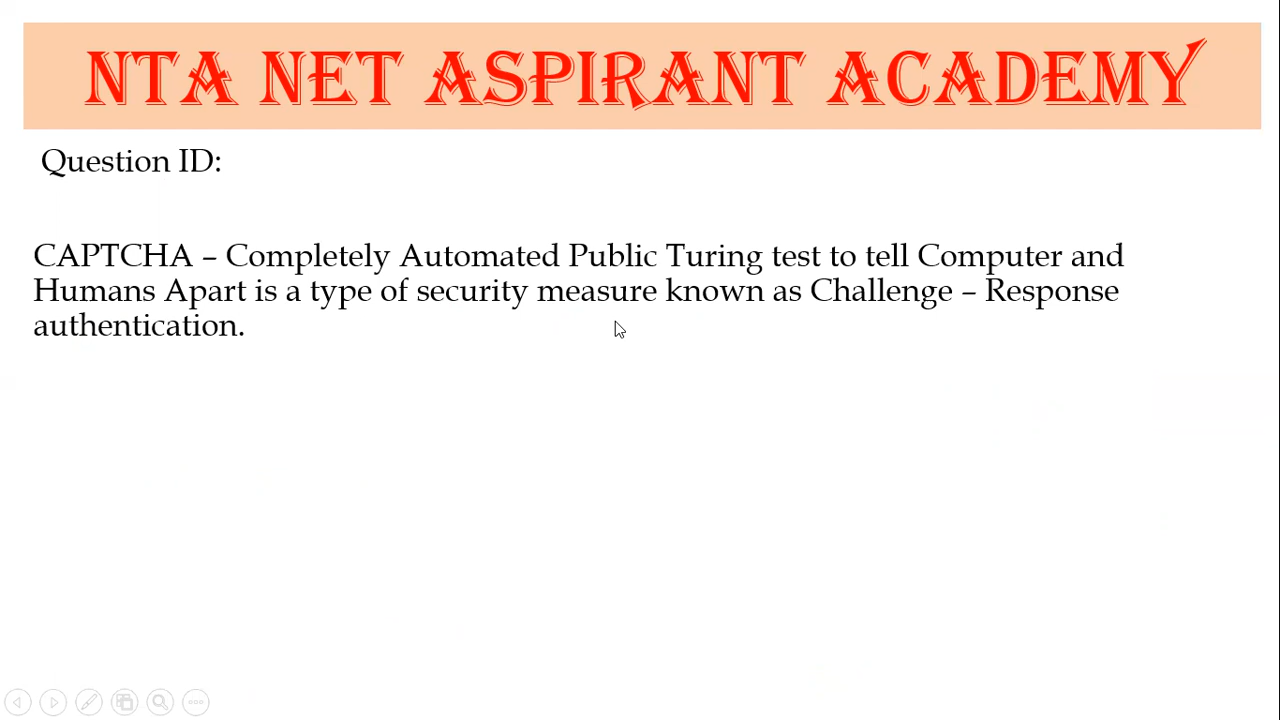 NTA NET ASPIRANT ACADEMY
Question ID:
CAPTCHA – Completely Automated Public Turing test to tell Computer and
Humans Apart is a type of security measure known as Challenge – Response
authentication.